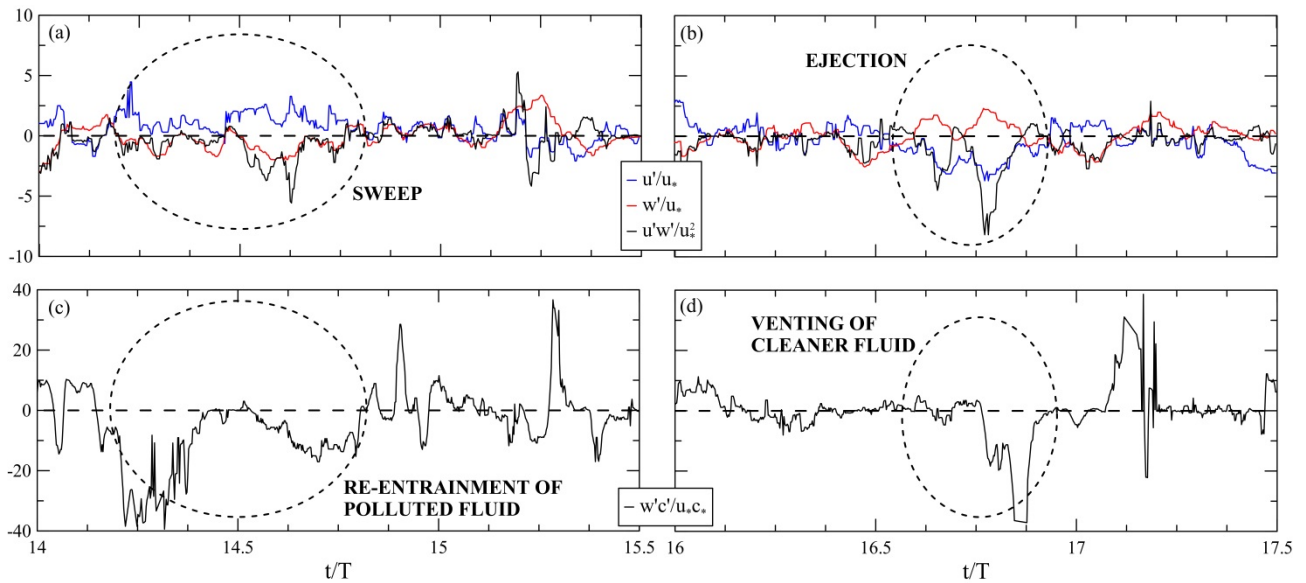 10
5
0
-5
-10
(a)
SWEEP
(b)
EJECTION
u'/u*
w'/u*
u'w'/u*²
40
20
0
-20
-40
(c)
RE-ENTRAINMENT OF
POLLUTED FLUID
(d)
VENTING OF
CLEANER FLUID
w'c'/u*c*
14 14.5 15 15.5
16 16.5 17 17.5
t/T t/T